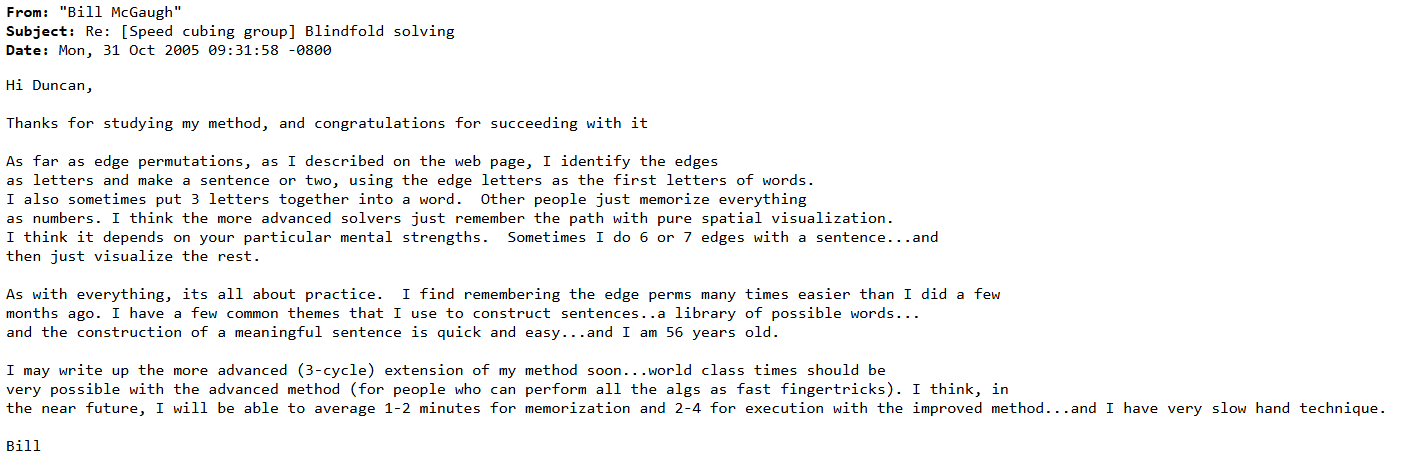 From: "Bill McGaugh"
Subject: Re: [Speed cubing group] Blindfold solving
Date: Mon, 31 Oct 2005 09:31:58 -0800
Hi Duncan,
Thanks for studying my method, and congratulations for succeeding with it
As far as edge permutations, as I described on the web page, I identify the edges
as letters and make a sentence or two, using the edge letters as the first letters of words.
I also sometimes put 3 letters together into a word.  Other people just memorize everything
as numbers. I think the more advanced solvers just remember the path with pure spatial visualization.
I think it depends on your particular mental strengths.  Sometimes I do 6 or 7 edges with a sentence...and
then just visualize the rest.
As with everything, its all about practice.  I find remembering the edge perms many times easier than I did a few
months ago. I have a few common themes that I use to construct sentences..a library of possible words...
and the construction of a meaningful sentence is quick and easy...and I am 56 years old.
I may write up the more advanced (3-cycle) extension of my method soon...world class times should be
very possible with the advanced method (for people who can perform all the algs as fast fingertricks). I think, in
the near future, I will be able to average 1-2 minutes for memorization and 2-4 for execution with the improved method...and I have very slow hand technique.
Bill